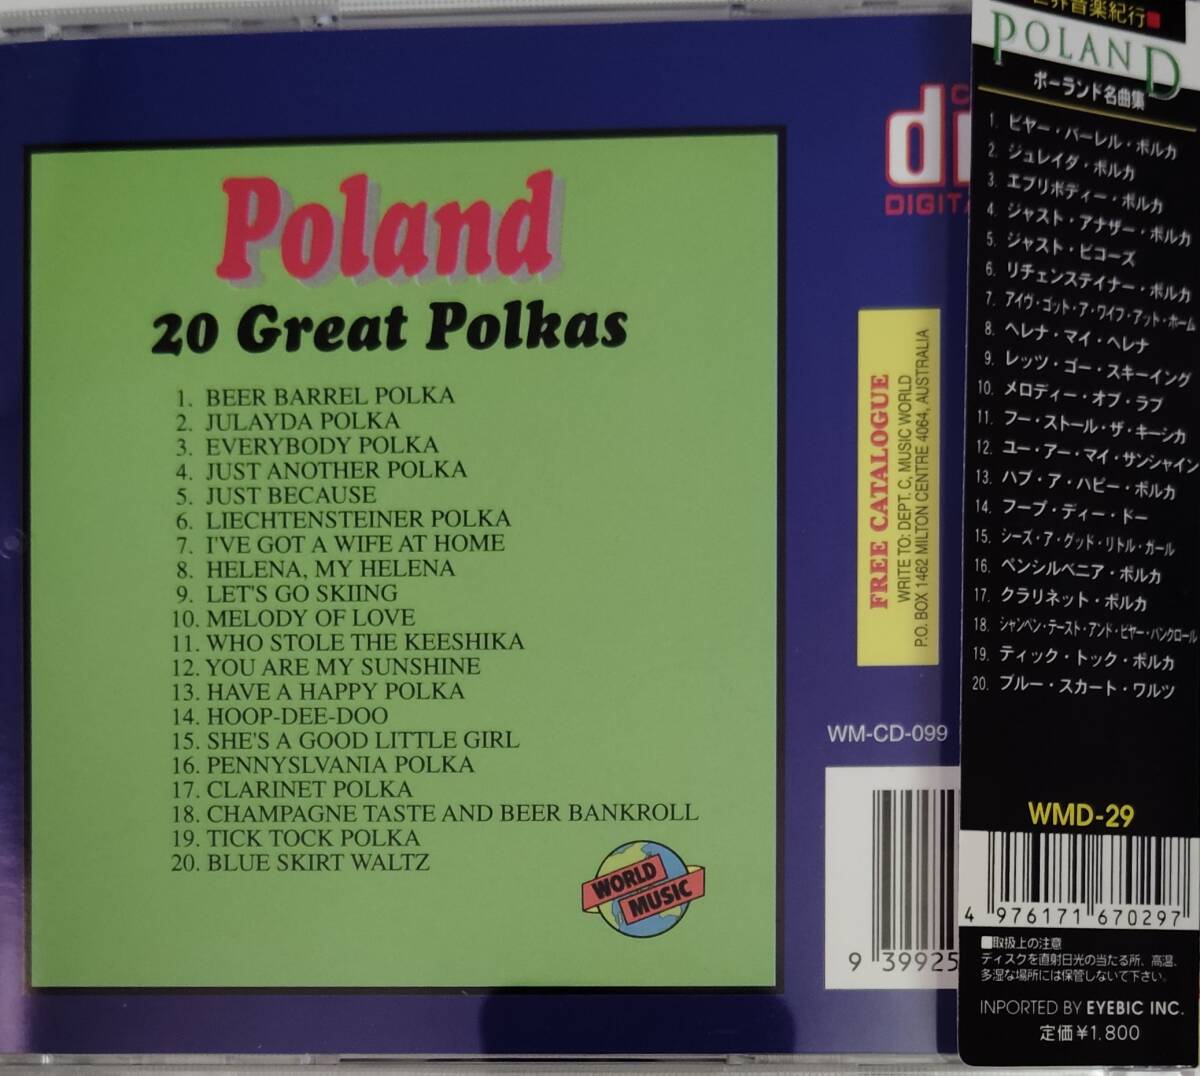 Poland
20 Great Polkas
1. BEER BARREL POLKA
2. JULAYDA POLKA
3. EVERYBODY POLKA
4. JUST ANOTHER POLKA
5. JUST BECAUSE
6. LIECHTENSTEINER POLKA
7. I'VE GOT A WIFE AT HOME
8. HELENA, MY HELENA
9. LET'S GO SKIING
10. MELODY OF LOVE
11. WHO STOLE THE KEESHIKA
12. YOU ARE MY SUNSHINE
13. HAVE A HAPPY POLKA
14. HOOP-DEE-DOO
15. SHE'S A GOOD LITTLE GIRL
16. PENNYSLVANIA POLKA
17. CLARINET POLKA
18. CHAMPAGNE TASTE AND BEER BANKROLL
19. TICK TOCK POLKA
20. BLUE SKIRT WALTZ
WORLD
MUSIC
FREE CATALOGUE
WRITE TO: DEPT. C, MUSIC WORLD
P.O. BOX 1462 MILTON CENTRE 4064, AUSTRALIA
WM-CD-099
9 39925
界音楽紀行■
POLAND
ポーランド名曲集
1. ビヤー・バーレル・ポルカ
2. ジュレイダ・ポルカ
3. エブリボディー・ポルカ
4. ジャスト・アナザー・ポルカ
5. ジャスト・ビコーズ
6. リチェンステイナー・ポルカ
7. アイヴ・ゴット・ア・ワイフ・アット・ホーム
8. ヘレナ・マイ・ヘレナ
9. レッツ・ゴー・スキーイング
10. メロディー・オブ・ラブ
11. フー・ストール・ザ・キーシカ
12. ユー・アー・マイ・サンシャイン
13. ハブ・ア・ハピー・ポルカ
14. フープ・ディー・ドー
15. シーズ・ア・グッド・リトル・ガール
16. ペンシルベニア・ポルカ
17. クラリネット・ポルカ
18. シャンペン・テースト・アンド・ビヤー・バンクロール
19. ティック・トック・ポルカ
20. ブルー・スカート・ワルツ
WMD-29
4 976171 670297
■取扱上の注意
ディスクを直射日光の当たる所、高温、
多湿な場所には保管しないで下さい。
INPORTED BY EYEBIC INC.
定価¥1.800